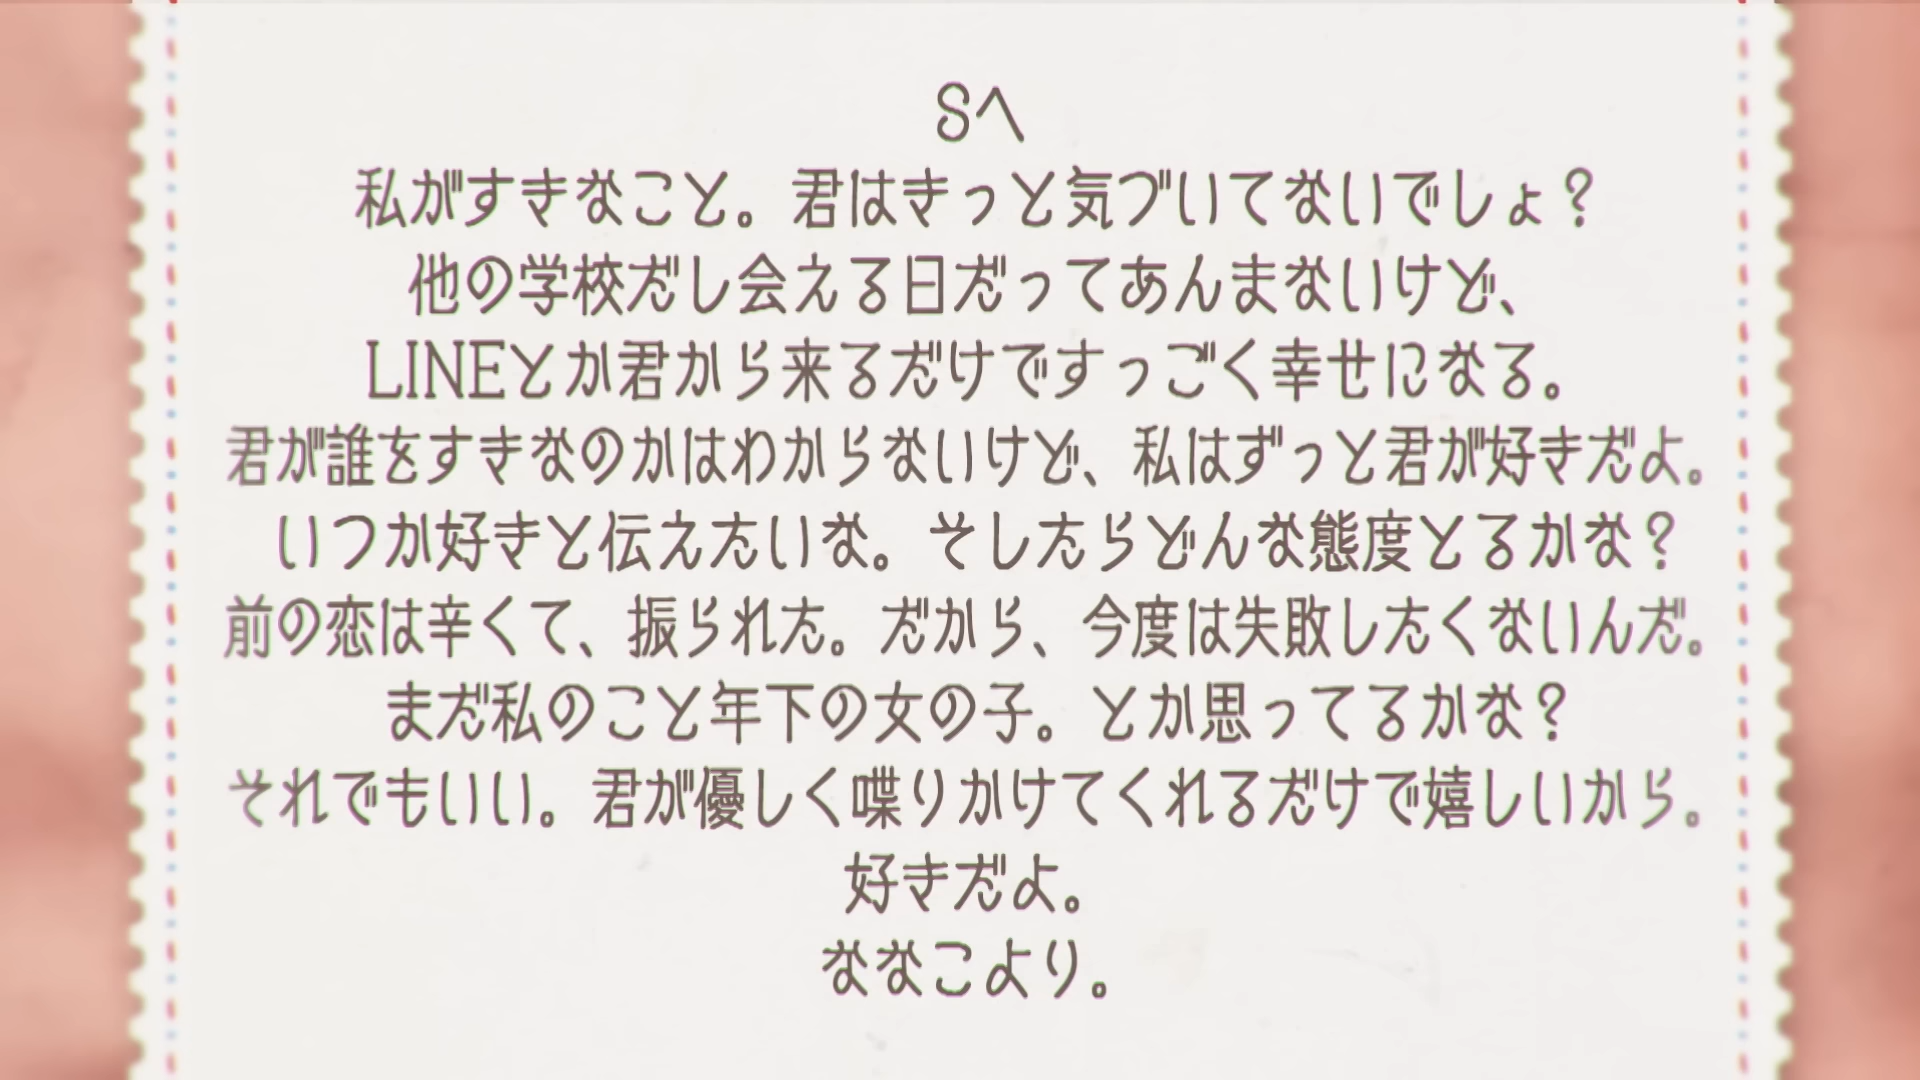 Sへ
私がすきなこと。君はきっと気づいてないでしょ？
他の学校だし会える日だってあんまないけど、
LINEとか君から来るだけですっごく幸せになる。
君が誰をすきなのかはわからないけど、私はずっと君が好きだよ。
いつか好きと伝えたいな。そしたらどんな態度とるかな？
前の恋は辛くて、振られた。だから、今度は失敗したくないんだ。
まだ私のこと年下の女の子。とか思ってるかな？
それでもいい。君が優しく喋りかけてくれるだけで嬉しいから。
好きだよ。
ななこより。